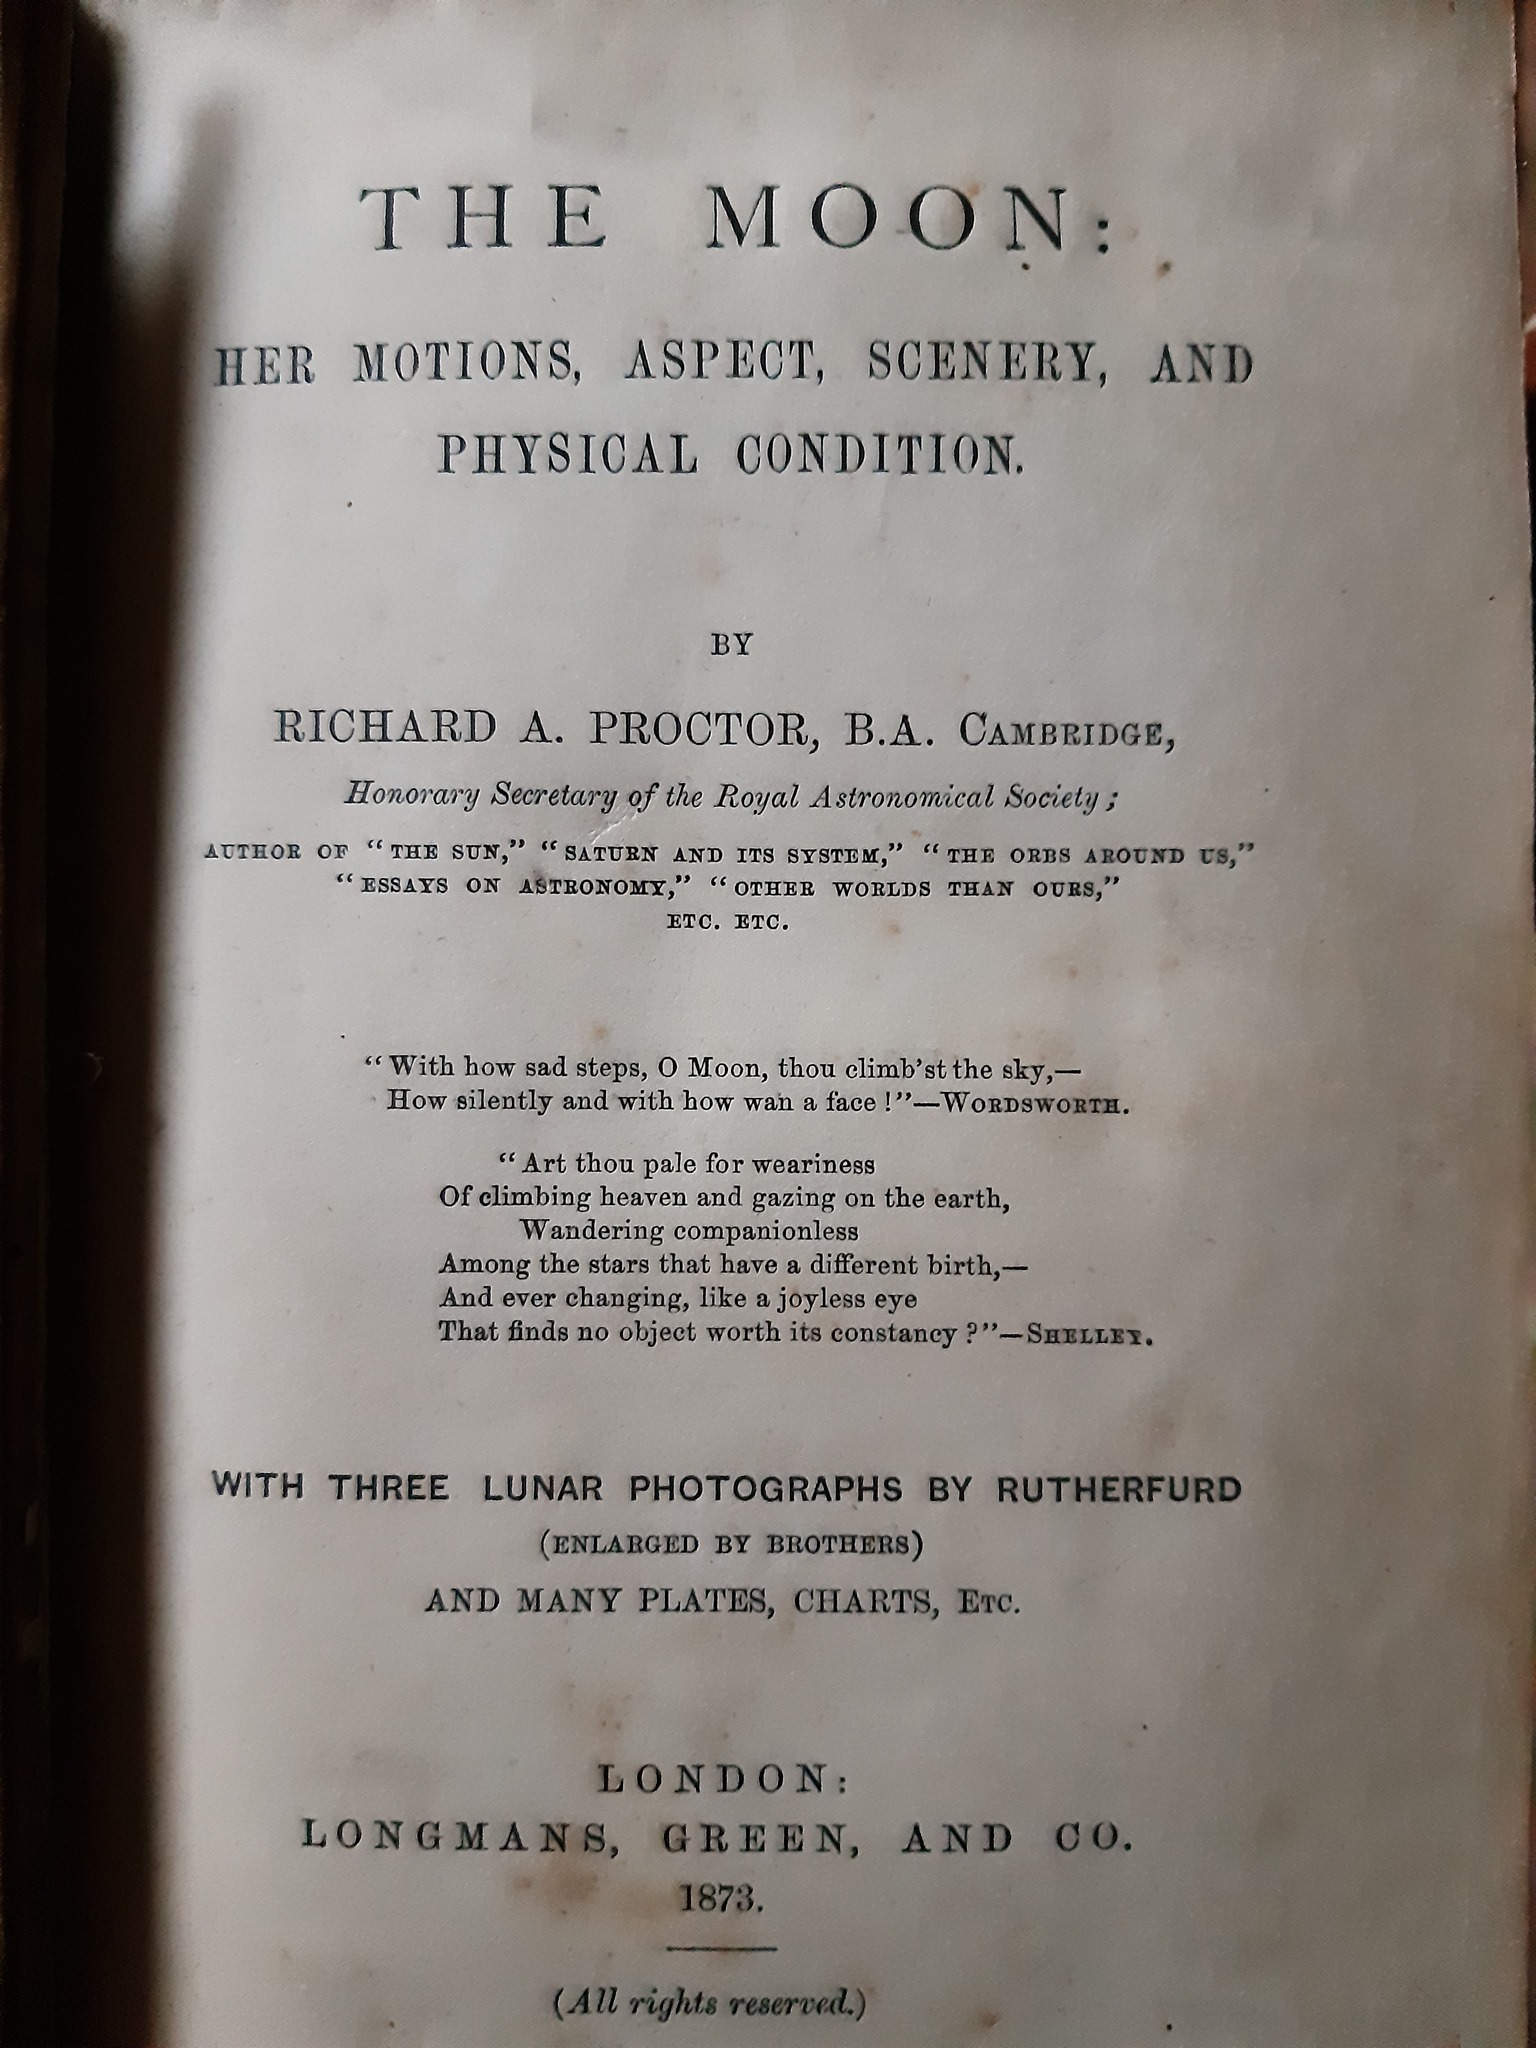 THE MOON:
HER MOTIONS, ASPECT, SCENERY, AND
PHYSICAL CONDITION.
BY
RICHARD A. PROCTOR, B.A. CAMBRIDGE,
Honorary Secretary of the Royal Astronomical Society;
AUTHOR OF “THE SUN,” “SATURN AND ITS SYSTEM,” “THE ORBS AROUND US,”
“ESSAYS ON ASTRONOMY,” “OTHER WORLDS THAN OURS,”
ETC. ETC.
“With how sad steps, O Moon, thou climb’st the sky,—
How silently and with how wan a face!”—WORDSWORTH.
“Art thou pale for weariness
Of climbing heaven and gazing on the earth,
Wandering companionless
Among the stars that have a different birth,—
And ever changing, like a joyless eye
That finds no object worth its constancy?”—SHELLEY.
WITH THREE LUNAR PHOTOGRAPHS BY RUTHERFURD
(ENLARGED BY BROTHERS)
AND MANY PLATES, CHARTS, ETC.
LONDON:
LONGMANS, GREEN, AND CO.
1873.
(All rights reserved.)